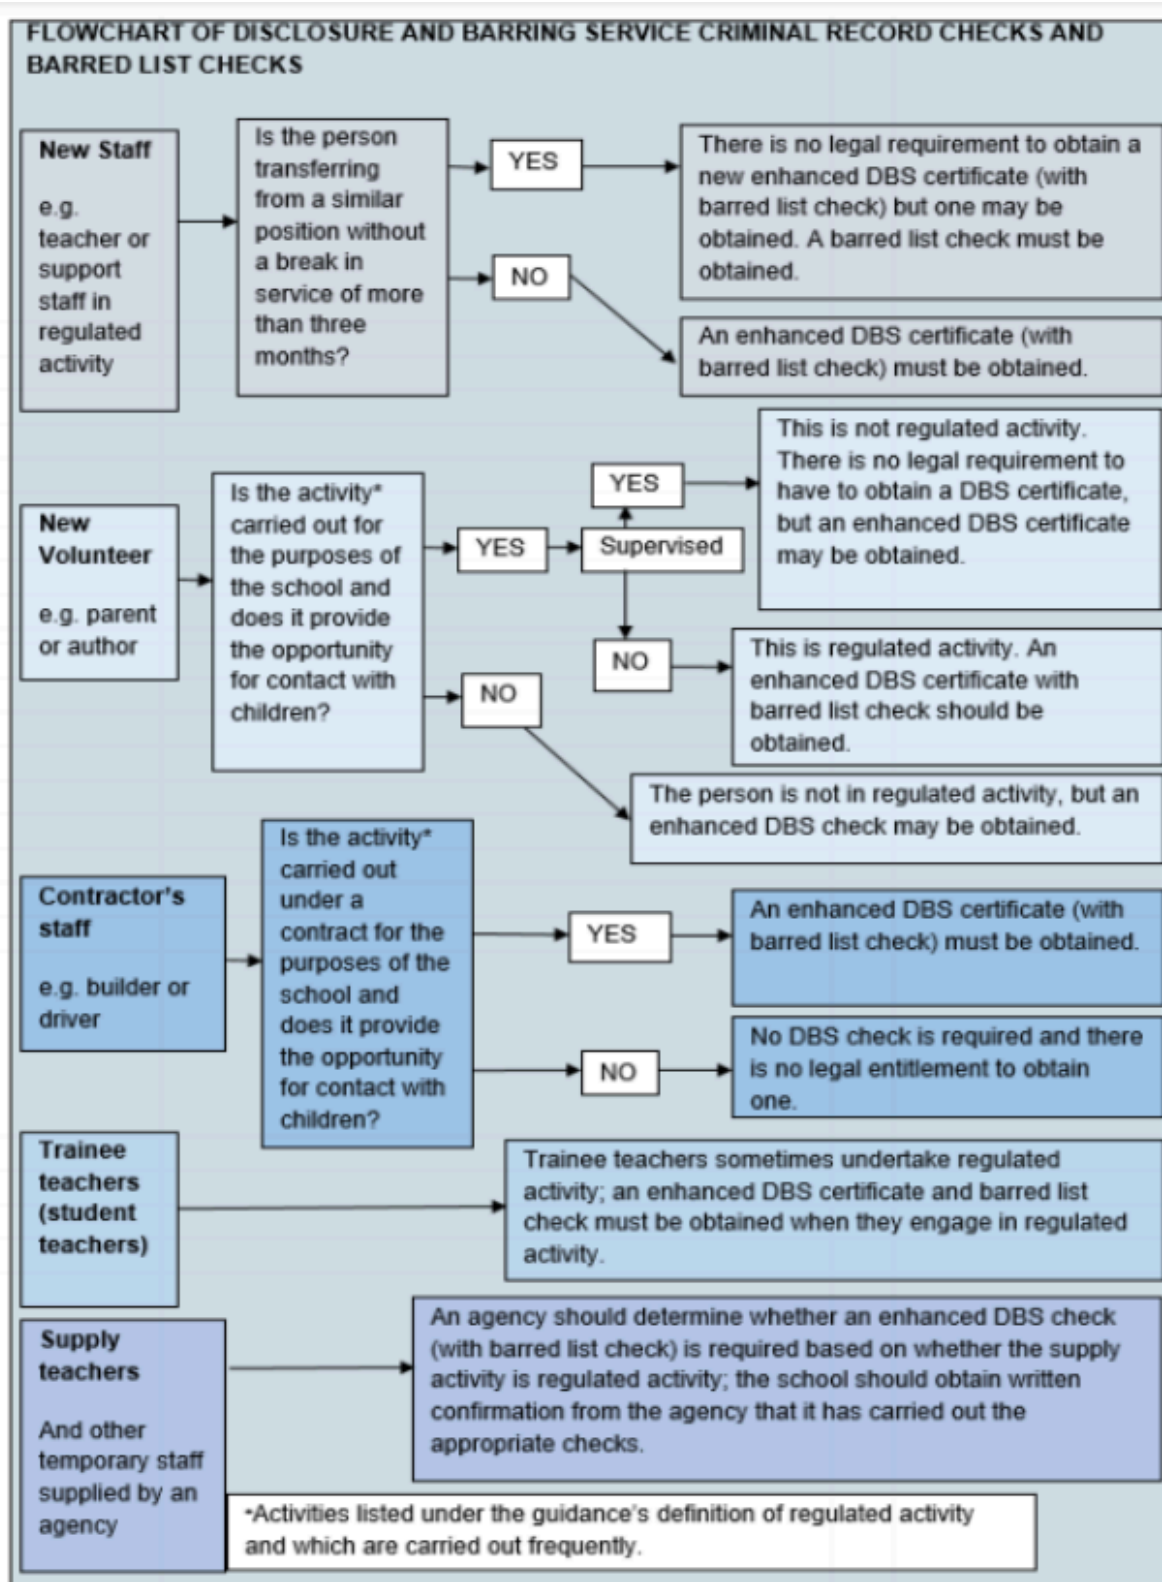 FLOWCHART OF DISCLOSURE AND BARRING SERVICE CRIMINAL RECORD CHECKS AND
BARRED LIST CHECKS
New Staff
e.g.
teacher or
support
staff in
regulated
activity
Is the person
transferring
from a similar
position without
a break in
service of more
than three
months?
YES
There is no legal requirement to obtain a
new enhanced DBS certificate (with
barred list check) but one may be
obtained. A barred list check must be
obtained.
NO
An enhanced DBS certificate (with
barred list check) must be obtained.
New
Volunteer
e.g. parent
or author
Is the activity*
carried out for
the purposes of
the school and
does it provide
the opportunity
for contact with
children?
YES
Supervised
YES
This is not regulated activity.
There is no legal requirement to
have to obtain a DBS certificate,
but an enhanced DBS certificate
may be obtained.
NO
This is regulated activity. An
enhanced DBS certificate with
barred list check should be
obtained.
NO
The person is not in regulated activity, but an
enhanced DBS check may be obtained.
Contractor's
staff
e.g. builder or
driver
Is the activity*
carried out
under a
contract for the
purposes of the
school and
does it provide
the opportunity
for contact with
children?
YES
An enhanced DBS certificate (with
barred list check) must be obtained.
NO
No DBS check is required and there
is no legal entitlement to obtain
one.
Trainee
teachers
(student
teachers)
Trainee teachers sometimes undertake regulated
activity; an enhanced DBS certificate and barred list
check must be obtained when they engage in regulated
activity.
Supply
teachers
And other
temporary staff
supplied by an
agency
An agency should determine whether an enhanced DBS check
(with barred list check) is required based on whether the supply
activity is regulated activity; the school should obtain written
confirmation from the agency that it has carried out the
appropriate checks.
*Activities listed under the guidance's definition of regulated activity
and which are carried out frequently.